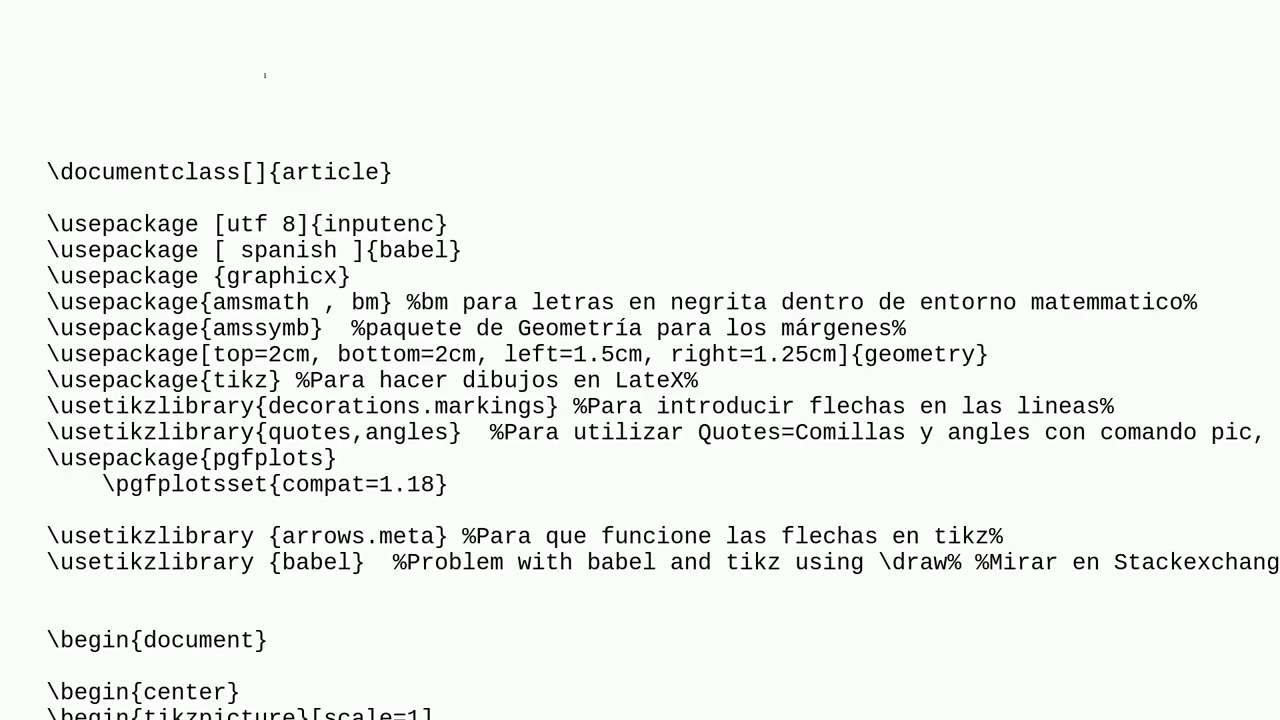 1
\documentclass[]{article}
\usepackage [utf 8]{inputenc}
\usepackage [ spanish ]{babel}
\usepackage {graphicx}
\usepackage{amsmath , bm} %bm para letras en negrita dentro de entorno matemmatico%
\usepackage{amssymb}  %paquete de Geometría para los márgenes%
\usepackage[top=2cm, bottom=2cm, left=1.5cm, right=1.25cm]{geometry}
\usepackage{tikz} %Para hacer dibujos en LateX%
\usetikzlibrary{decorations.markings} %Para introducir flechas en las lineas%
\usetikzlibrary{quotes,angles}  %Para utilizar Quotes=Comillas y angles con comando pic,
\usepackage{pgfplots}
    \pgfplotsset{compat=1.18}
\usetikzlibrary {arrows.meta} %Para que funcione las flechas en tikz%
\usetikzlibrary {babel}  %Problem with babel and tikz using \draw% %Mirar en Stackexchang
\begin{document}
\begin{center}
\begin{tikzpicture}[scale=1]